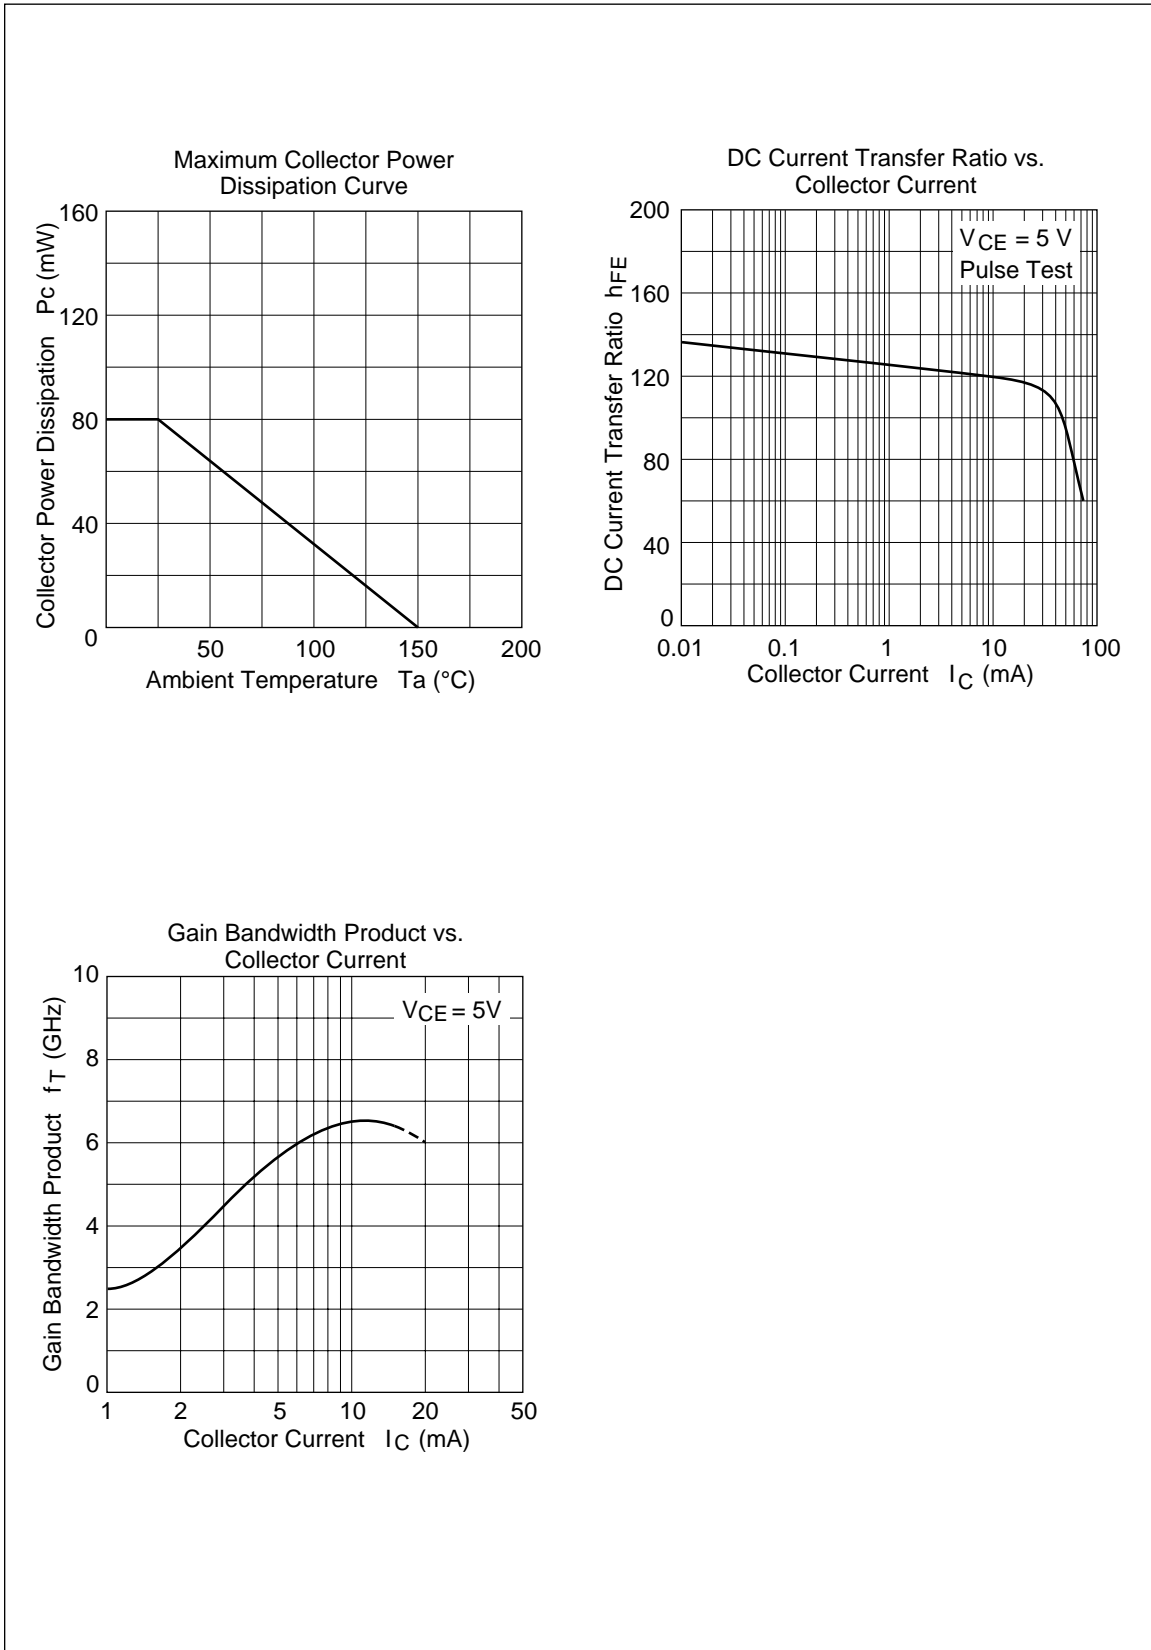 Maximum Collector Power
Dissipation Curve
160
120
80
40
0
Collector Power Dissipation Pc (mW)
50 100 150 200
Ambient Temperature Ta (°C)
DC Current Transfer Ratio vs.
Collector Current
200
160
120
80
40
0
DC Current Transfer Ratio hFE
VCE = 5 V
Pulse Test
0.01 0.1 1 10 100
Collector Current IC (mA)
Gain Bandwidth Product vs.
Collector Current
10
8
6
4
2
0
Gain Bandwidth Product fT (GHz)
VCE = 5V
1 2 5 10 20 50
Collector Current IC (mA)